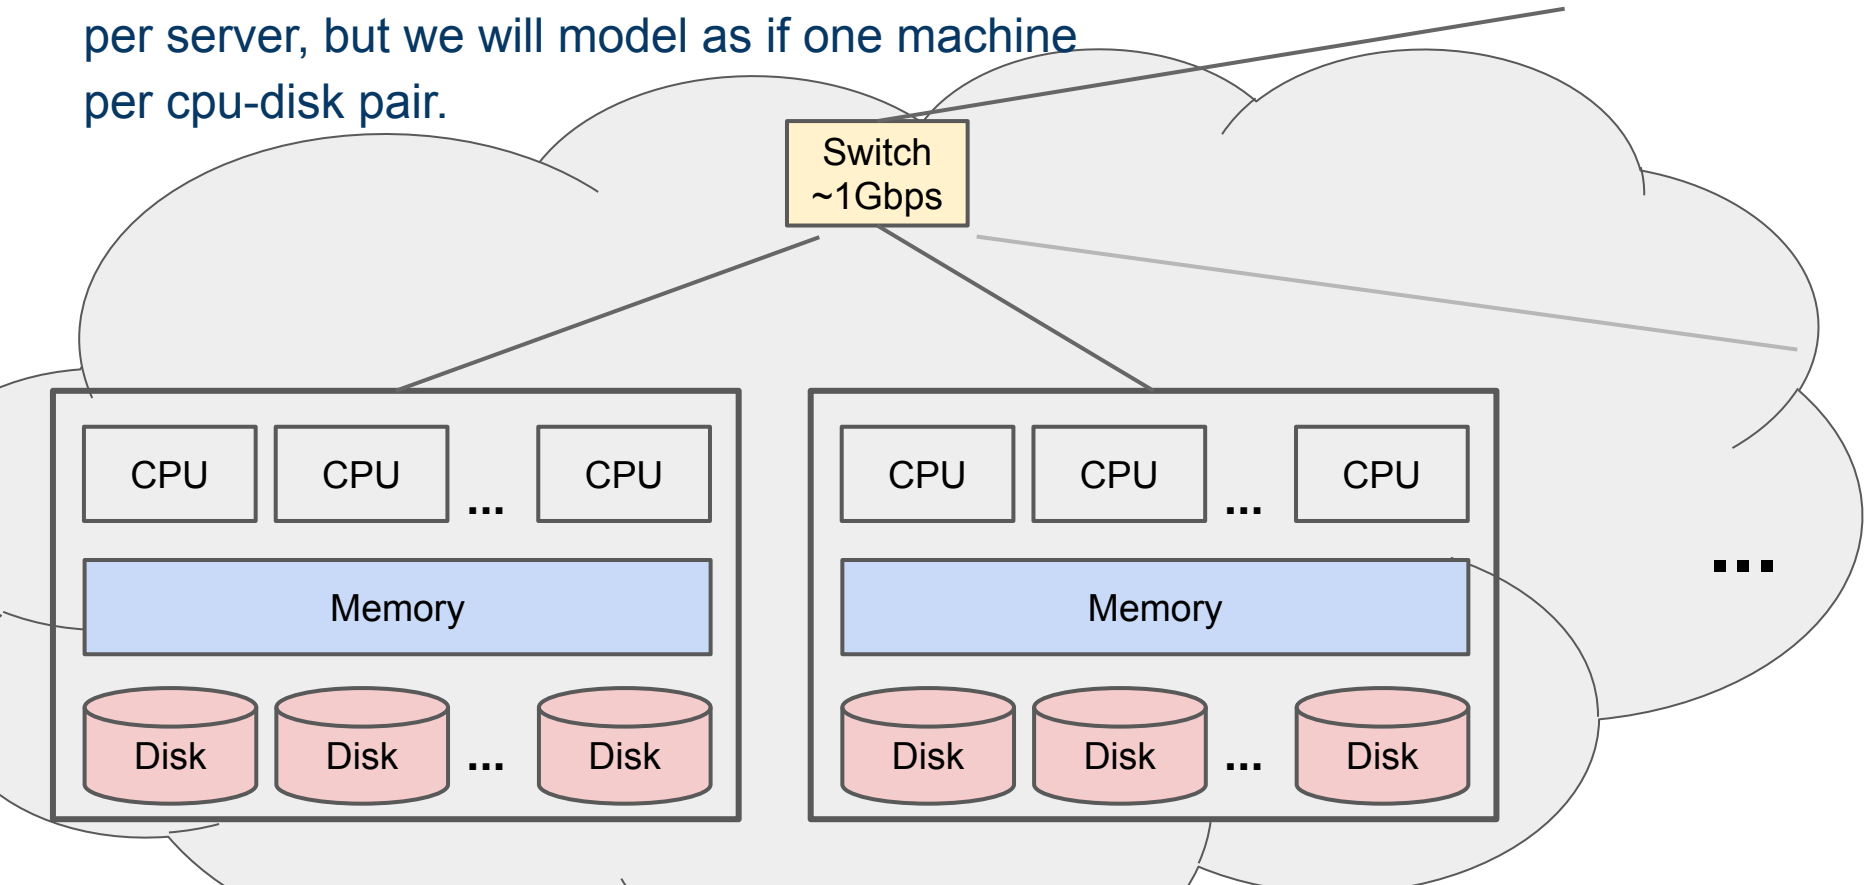 per server, but we will model as if one machine
per cpu-disk pair.
Switch
~1Gbps
CPU CPU ... CPU
Memory
Disk Disk ... Disk
CPU CPU ... CPU
Memory
Disk Disk ... Disk
...